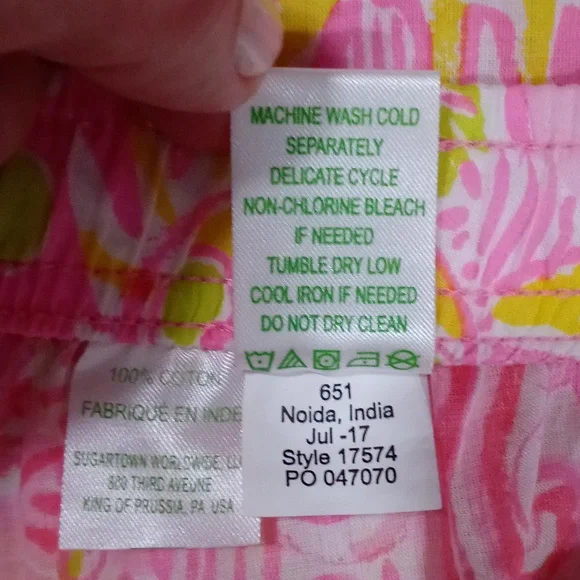 MACHINE WASH COLD
SEPARATELY
DELICATE CYCLE
NON-CHLORINE BLEACH
IF NEEDED
TUMBLE DRY LOW
COOL IRON IF NEEDED
DO NOT DRY CLEAN
651
Noida, India
Jul -17
Style 17574
PO 047070
100% COTTON
FABRIQUÉ EN INDE
SUGARTOWN WORLDWIDE, LL
800 THIRD AVEUNE
KING OF PRUSSIA, PA USA